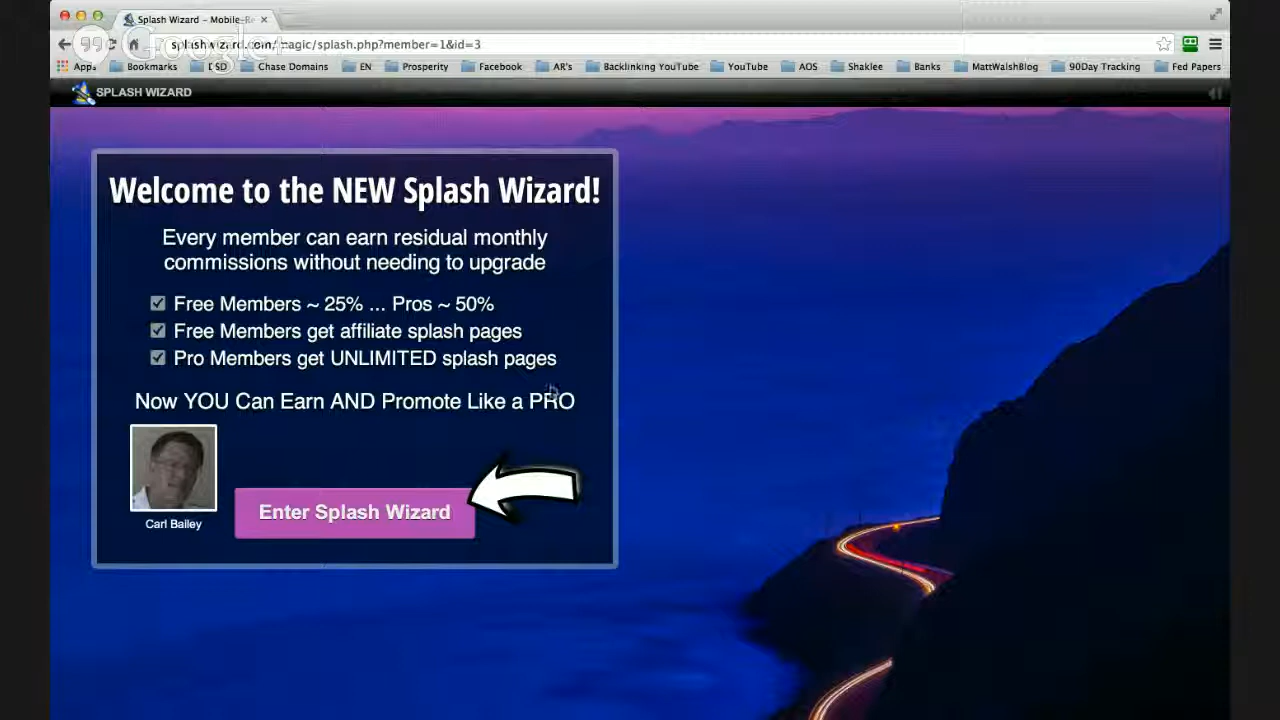 Splash Wizard - Mobile-Re
Google+
splashwizard.com/magic/splash.php?member=1&id=3
Apps Bookmarks SD Chase Domains EN Prosperity Facebook AR's Backlinking YouTube YouTube AOS Shaklee Banks MattWalshBlog 90Day Tracking Fed Papers
SPLASH WIZARD
Welcome to the NEW Splash Wizard!
Every member can earn residual monthly
commissions without needing to upgrade
Free Members ~ 25% ... Pros ~ 50%
Free Members get affiliate splash pages
Pro Members get UNLIMITED splash pages
Now YOU Can Earn AND Promote Like a PRO
Carl Bailey
Enter Splash Wizard